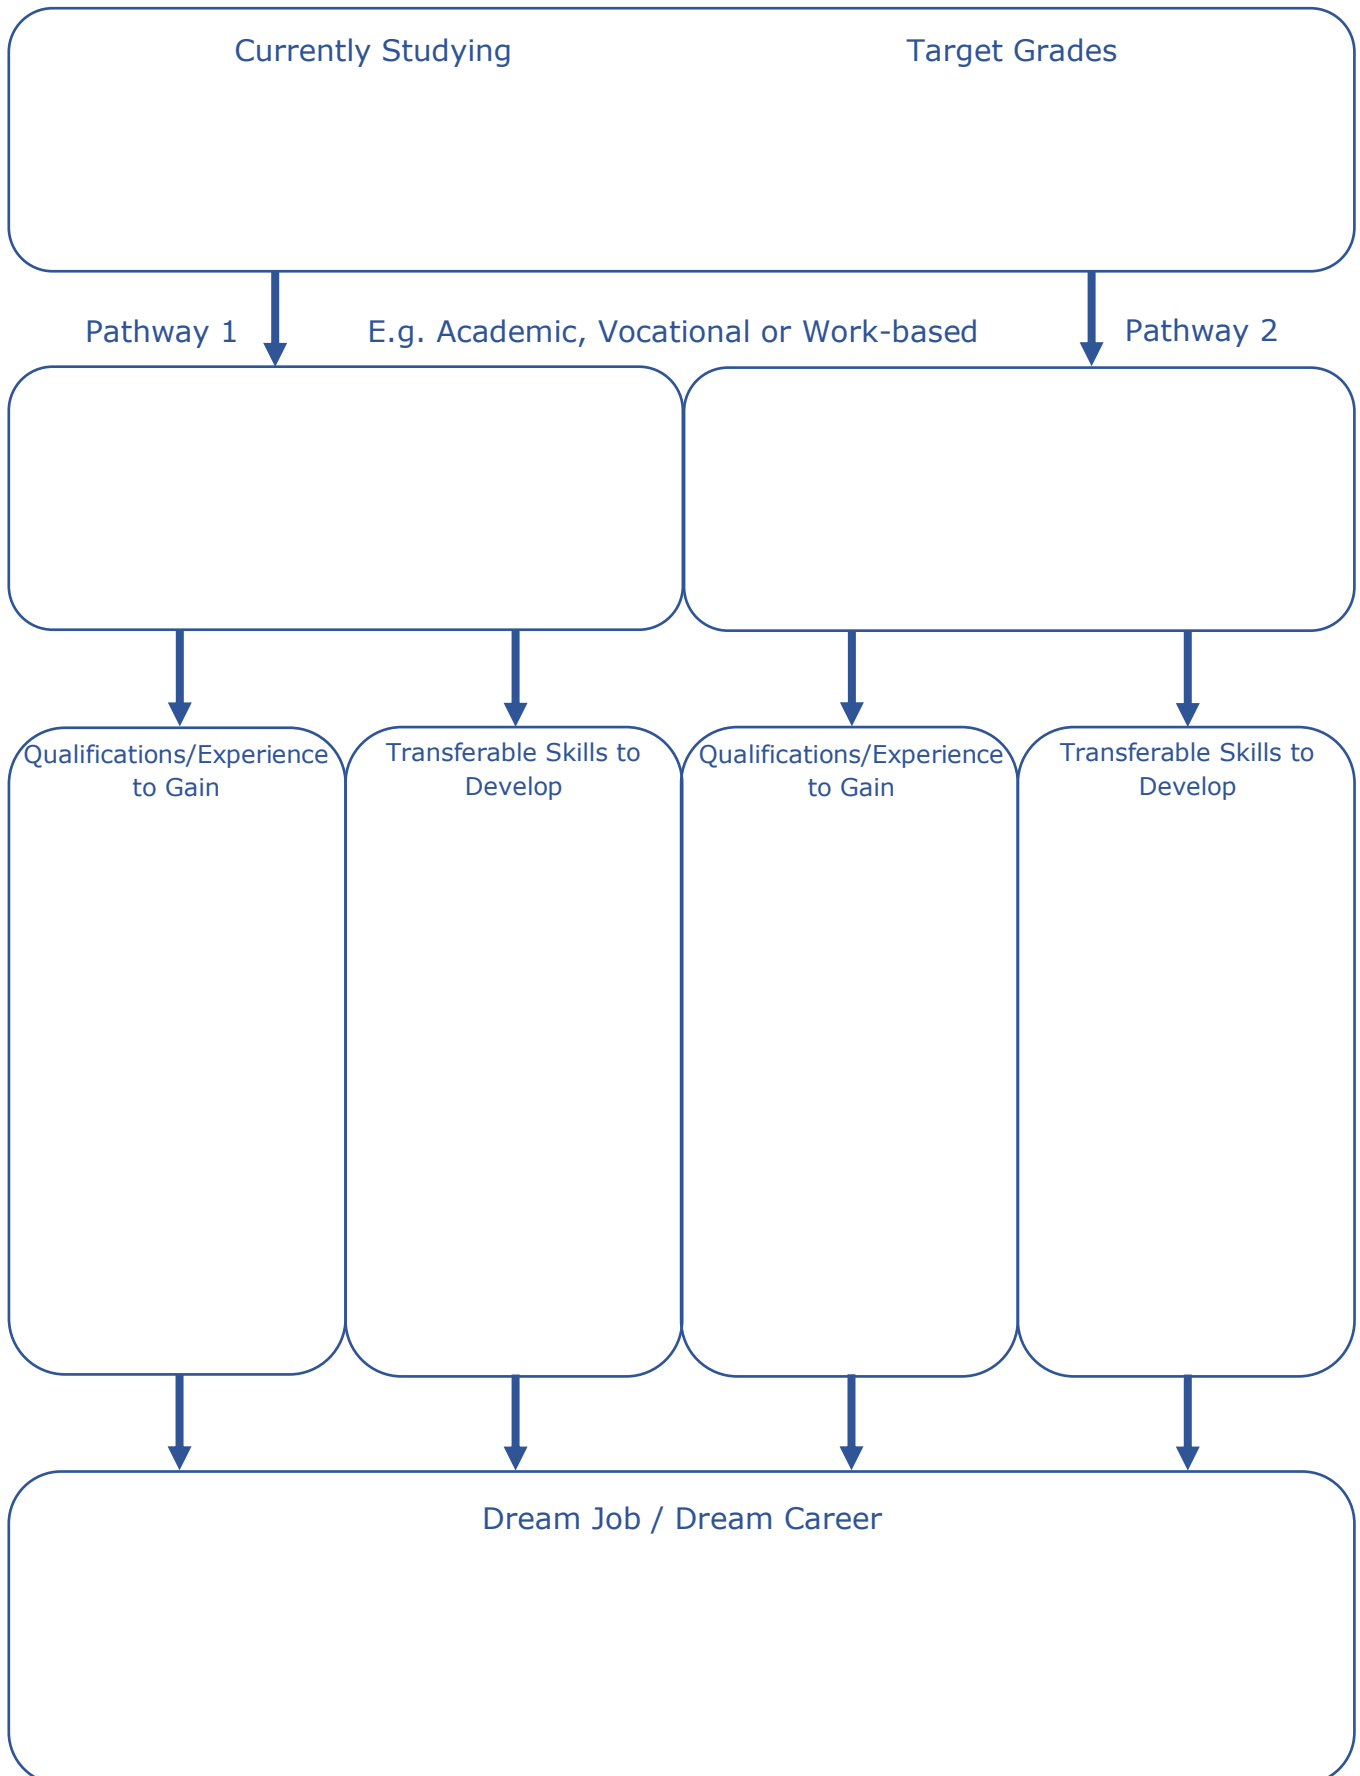 Currently Studying
Target Grades
Pathway 1
E.g. Academic, Vocational or Work-based
Pathway 2
Qualifications/Experience
to Gain
Transferable Skills to
Develop
Qualifications/Experience
to Gain
Transferable Skills to
Develop
Dream Job / Dream Career